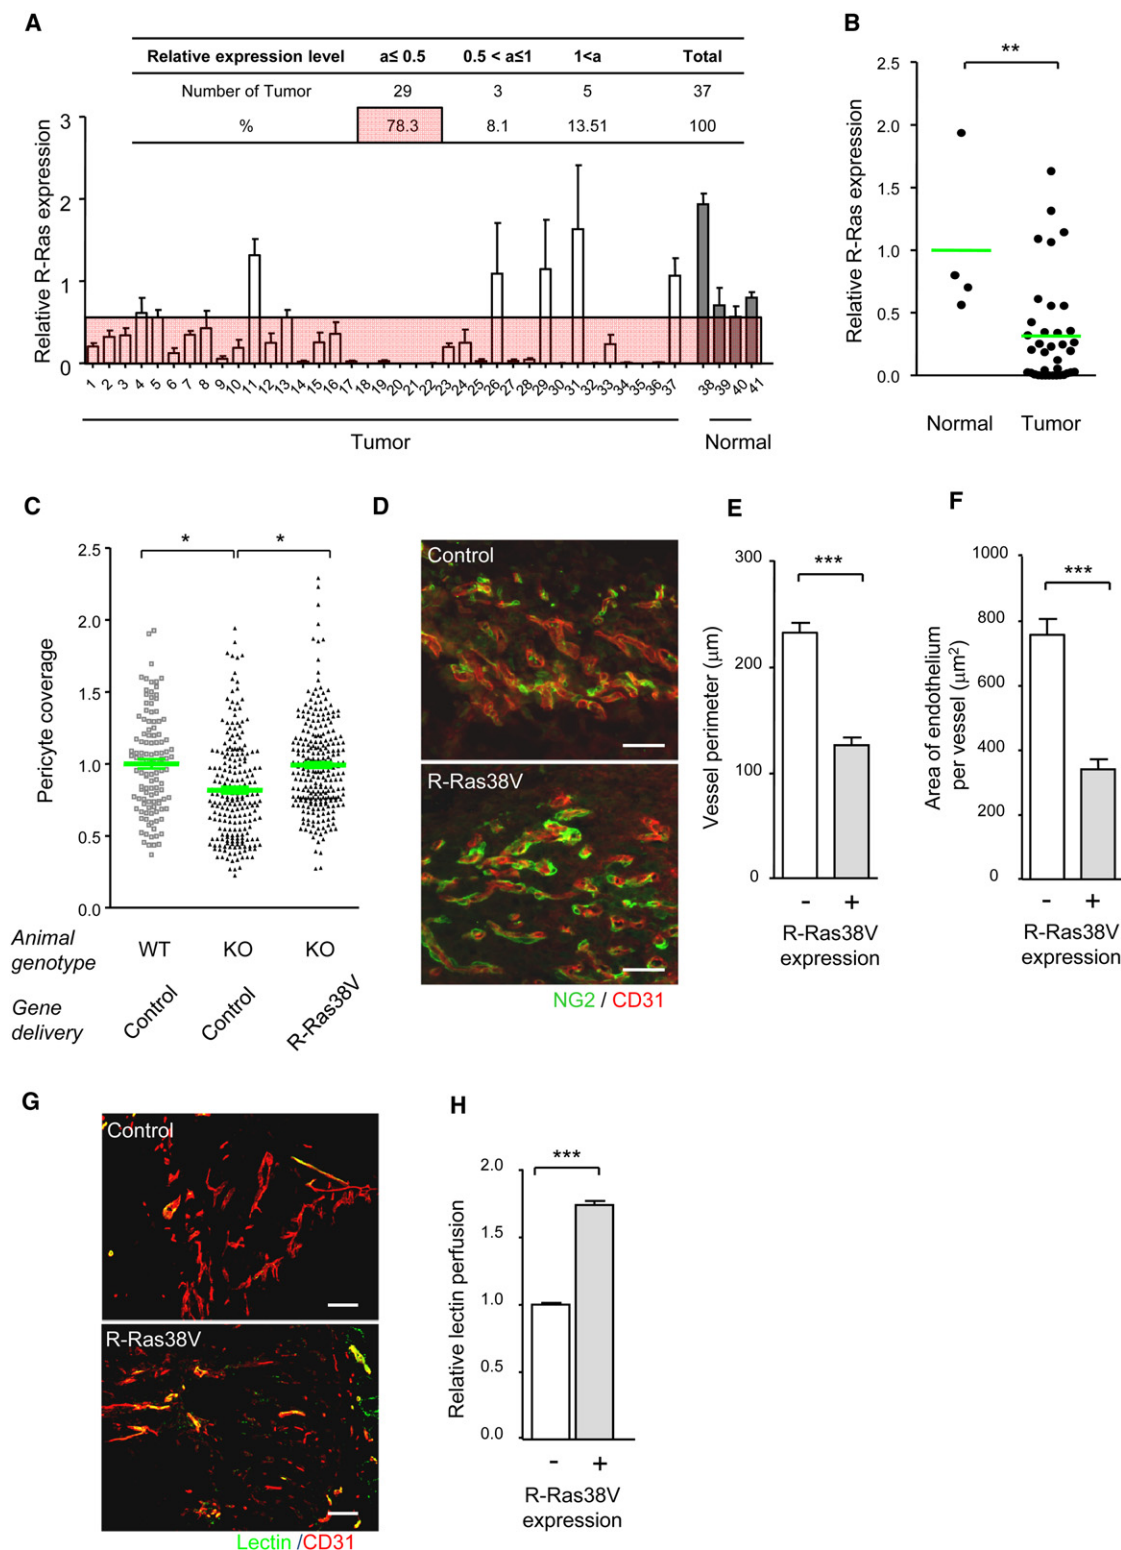 A
Relative expression level a≤ 0.5 0.5 < a≤1 1<a Total
Number of Tumor 29 3 5 37
% 78.3 8.1 13.51 100
Relative R-Ras expression
3
2
1
0
1 2 3 4 5 6 7 8 9 10 11 12 13 14 15 16 17 18 19 20 21 22 23 24 25 26 27 28 29 30 31 32 33 34 35 36 37 38 39 40 41
Tumor Normal
B
**
Relative R-Ras expression
2.5
2.0
1.5
1.0
0.5
0.0
Normal Tumor
C
* *
Pericyte coverage
2.5
2.0
1.5
1.0
0.5
0.0
Animal genotype WT KO KO
Gene delivery Control Control R-Ras38V
D
Control
R-Ras38V
NG2 / CD31
E
***
Vessel perimeter (μm)
300
200
100
0
- +
R-Ras38V
expression
F
***
Area of endothelium
per vessel (μm²)
1000
800
600
400
200
0
- +
R-Ras38V
expression
G
Control
R-Ras38V
Lectin /CD31
H
***
Relative lectin perfusion
2.0
1.5
1.0
0.5
0.0
- +
R-Ras38V
expression